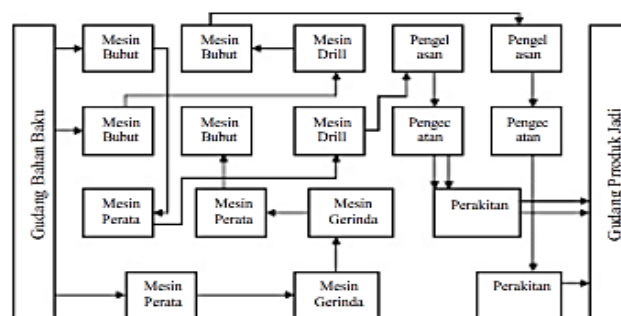 Gudang Bahan Baku
Mesin
Bubut
Mesin
Bubut
Mesin
Drill
Pengel
asan
Pengel
asan
Mesin
Bubut
Mesin
Bubut
Mesin
Drill
Pengec
atan
Pengec
atan
Mesin
Perata
Mesin
Perata
Mesin
Gerinda
Perakitan
Mesin
Perata
Mesin
Gerinda
Perakitan
Gudang Prroduk Jadi